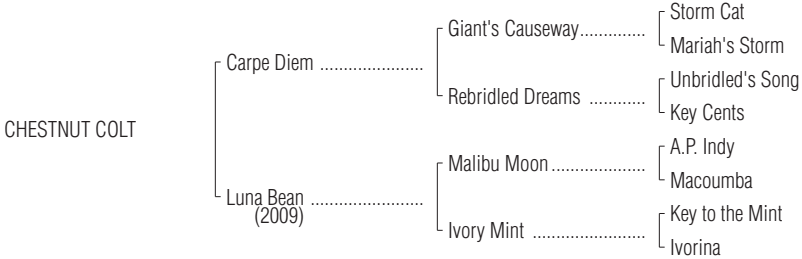 Storm Cat
Giant's Causeway..............
Mariah's Storm
Carpe Diem .......................
Unbridled's Song
Rebridled Dreams ............
Key Cents
CHESTNUT COLT
A.P. Indy
Malibu Moon.....................
Macoumba
Luna Bean .........................
(2009)
Key to the Mint
Ivory Mint .........................
Ivorina